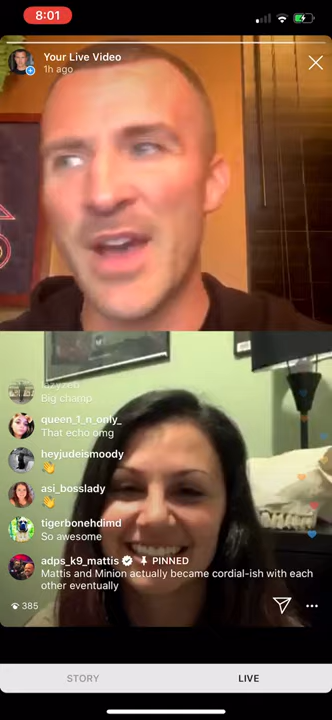 8:01
Your Live Video
1h ago
Big champ
queen_1_n_only_
That echo omg
heyjudeismoody
👋
asi_bosslady
👋
tigerbonehdimd
So awesome
adps_k9_mattis PINNED
Mattis and Minion actually became cordial-ish with each
other eventually
385
STORY LIVE